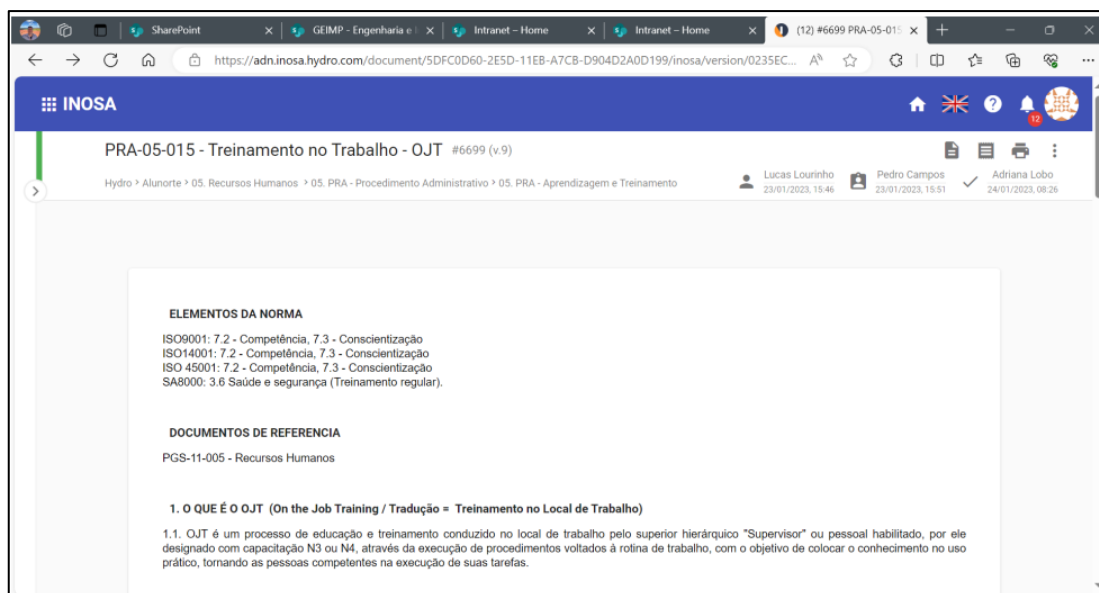 SharePoint
GEIMP - Engenharia e
Intranet – Home
Intranet – Home
(12) #6699 PRA-05-015
https://adn.inosa.hydro.com/document/5DFC0D60-2E5D-11EB-A7CB-D904D2A0D199/inosa/version/0235EC...
INOSA
12
PRA-05-015 - Treinamento no Trabalho - OJT #6699 (v.9)
Hydro > Alunorte > 05. Recursos Humanos > 05. PRA - Procedimento Administrativo > 05. PRA - Aprendizagem e Treinamento
Lucas Lourinho
23/01/2023, 15:46
Pedro Campos
23/01/2023, 15:51
Adriana Lobo
24/01/2023, 08:26
ELEMENTOS DA NORMA
ISO9001: 7.2 - Competência, 7.3 - Conscientização
ISO14001: 7.2 - Competência, 7.3 - Conscientização
ISO 45001: 7.2 - Competência, 7.3 - Conscientização
SA8000: 3.6 Saúde e segurança (Treinamento regular).
DOCUMENTOS DE REFERENCIA
PGS-11-005 - Recursos Humanos
1. O QUE É O OJT (On the Job Training / Tradução = Treinamento no Local de Trabalho)
1.1. OJT é um processo de educação e treinamento conduzido no local de trabalho pelo superior hierárquico "Supervisor" ou pessoal habilitado, por ele
designado com capacitação N3 ou N4, através da execução de procedimentos voltados à rotina de trabalho, com o objetivo de colocar o conhecimento no uso
prático, tornando as pessoas competentes na execução de suas tarefas.